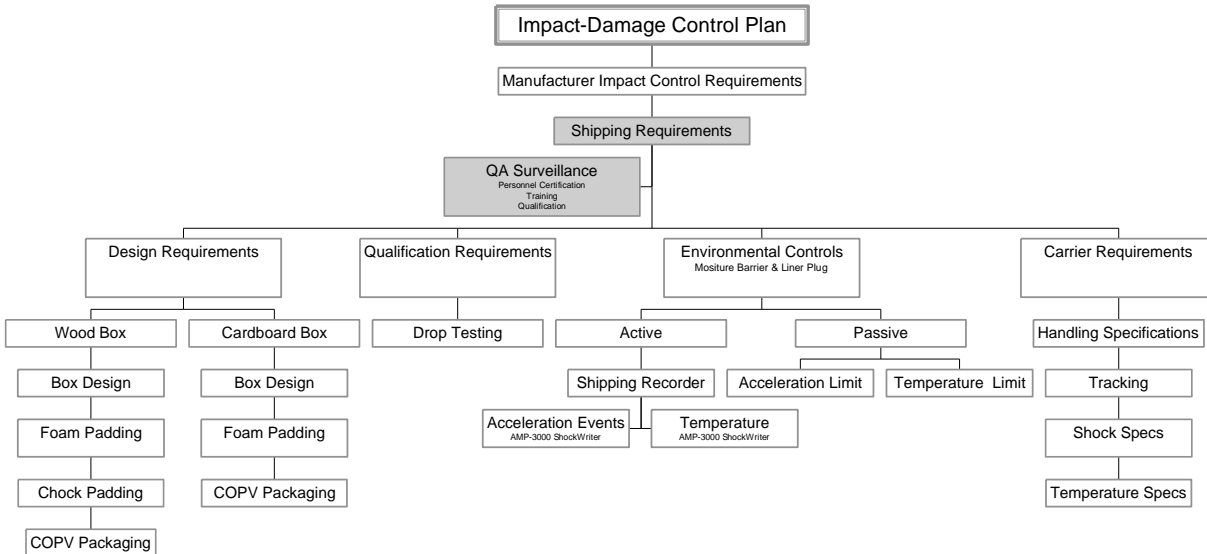 Impact-Damage Control Plan
Manufacturer Impact Control Requirements
Shipping Requirements
QA Surveillance
Personnel Certification
Training
Qualification
Design Requirements
Qualification Requirements
Environmental Controls
Mositure Barrier & Liner Plug
Carrier Requirements
Wood Box
Cardboard Box
Drop Testing
Active
Passive
Handling Specifications
Box Design
Box Design
Shipping Recorder
Acceleration Limit
Temperature Limit
Tracking
Foam Padding
Foam Padding
Acceleration Events
AMP-3000 ShockWriter
Temperature
AMP-3000 ShockWriter
Shock Specs
Chock Padding
COPV Packaging
Temperature Specs
COPV Packaging